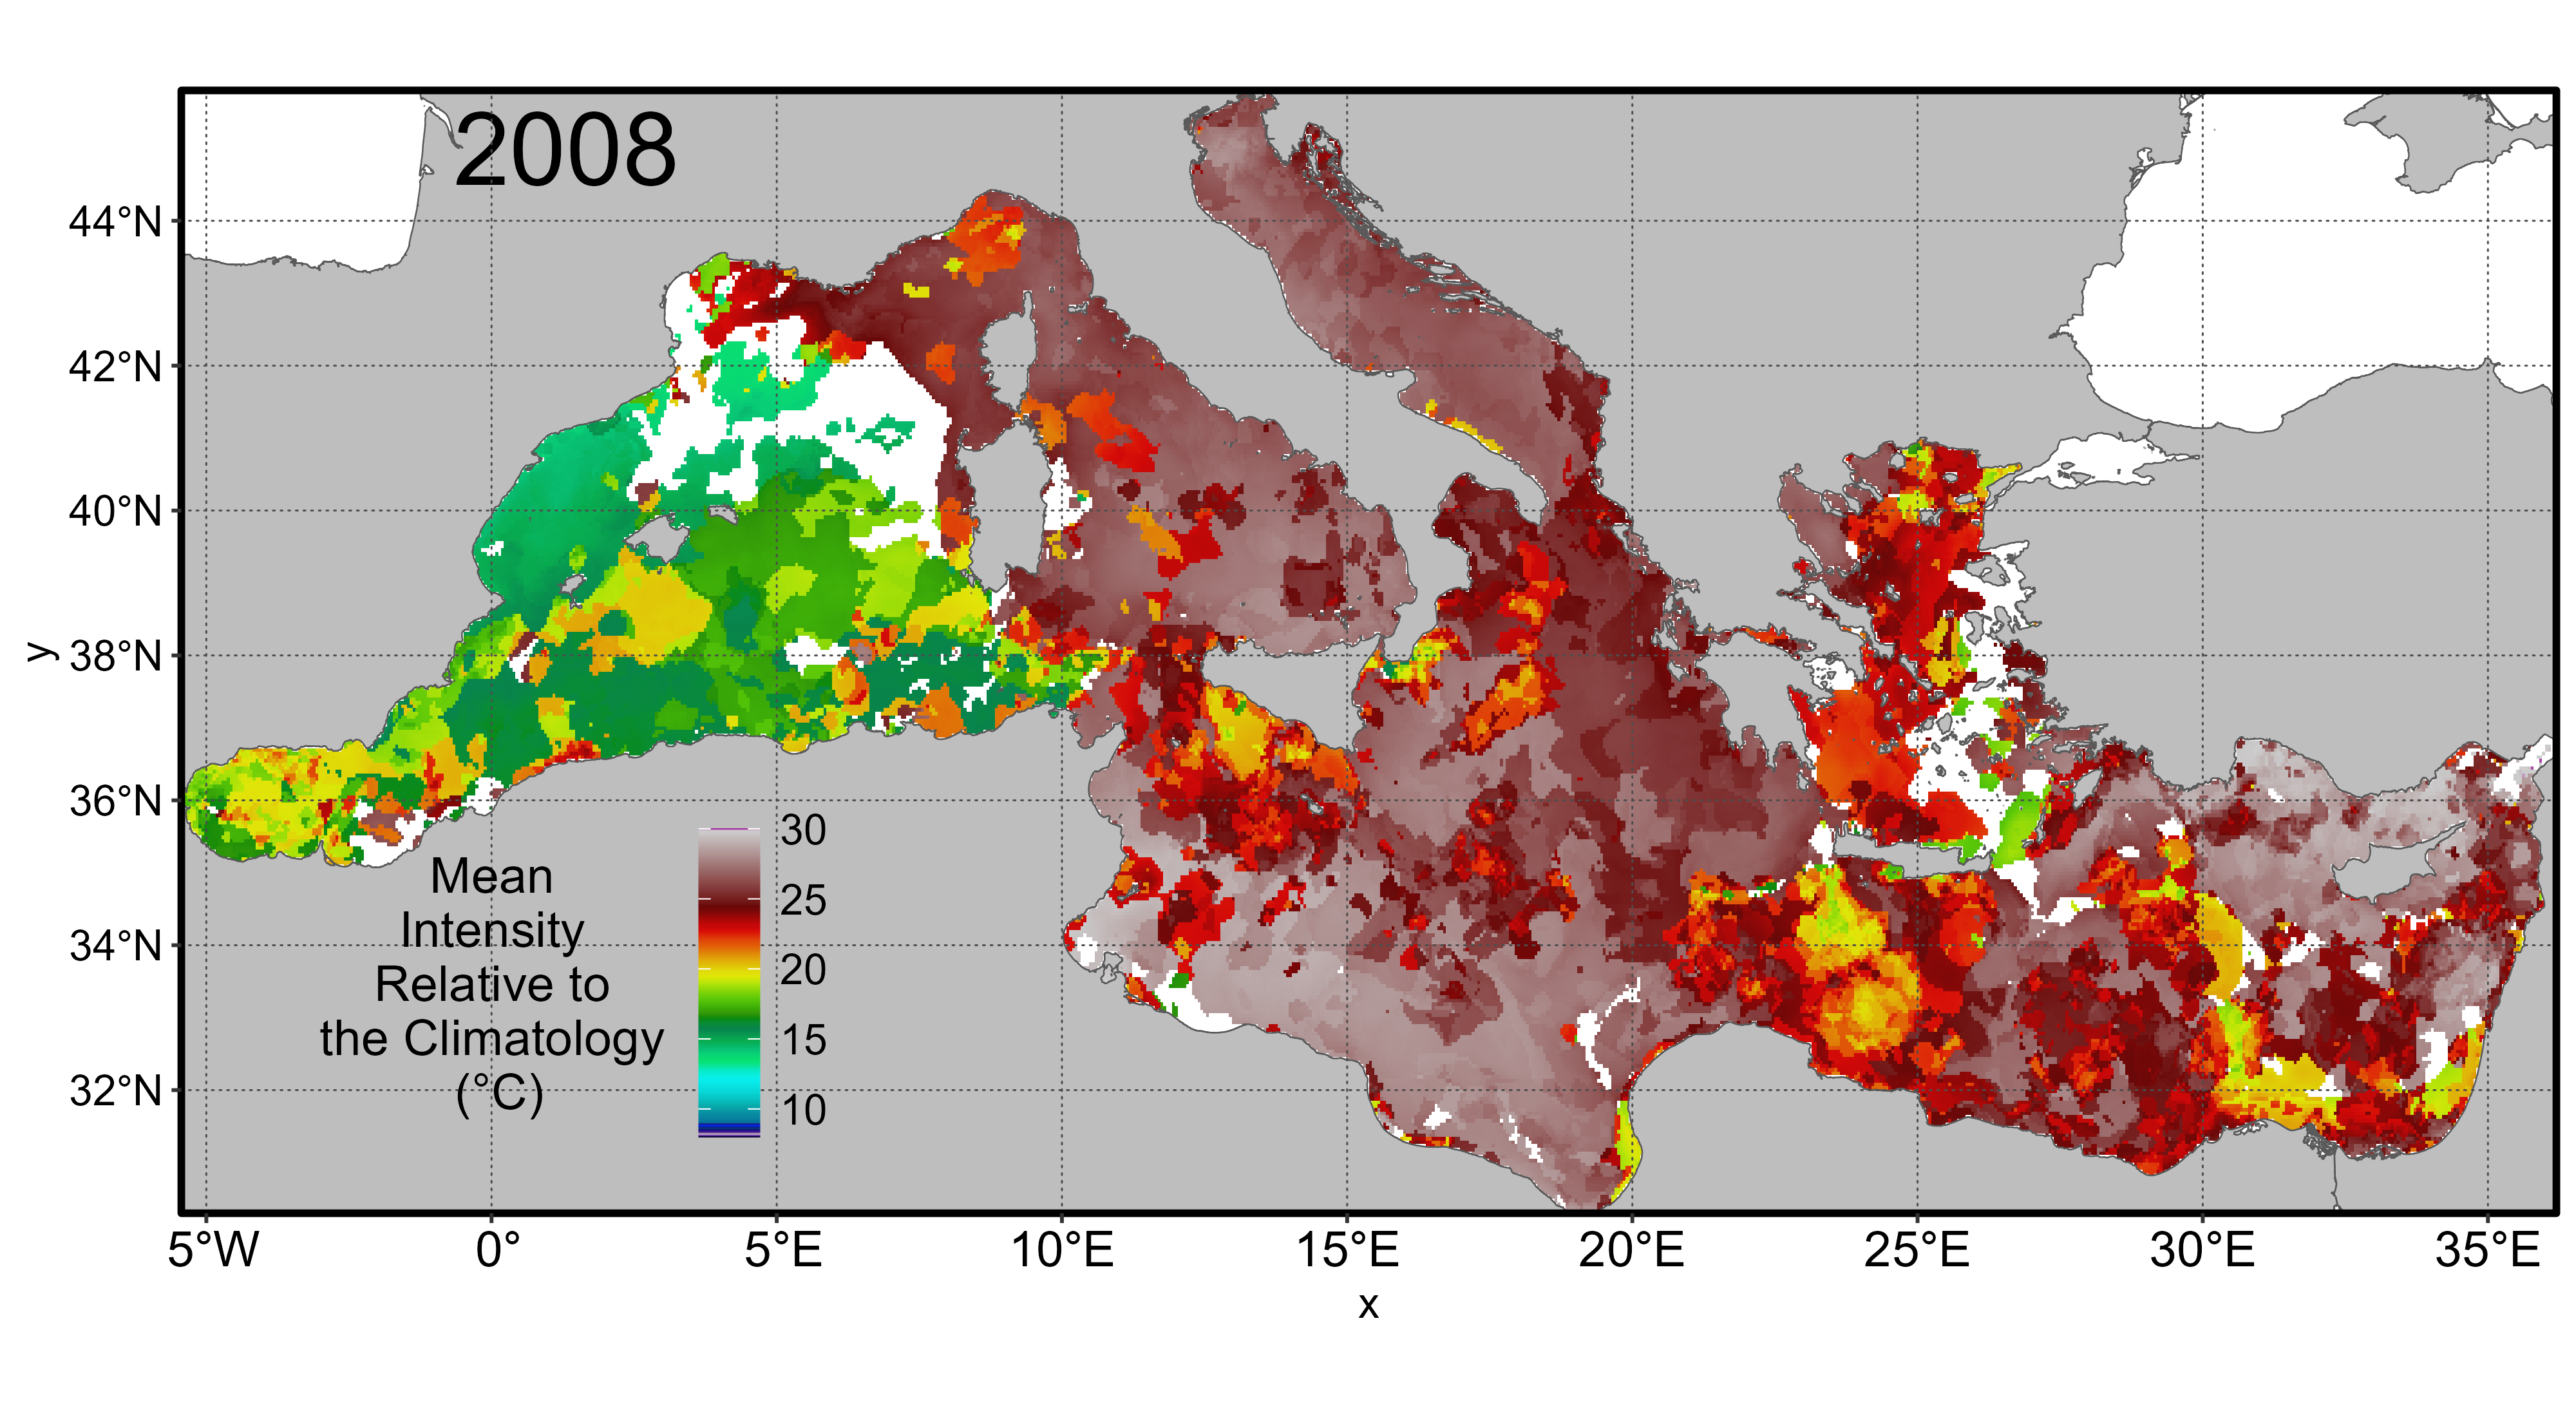 2008
44°N
42°N
40°N
38°N
36°N
34°N
32°N
y
Mean
Intensity
Relative to
the Climatology
(°C)
30
25
20
15
10
5°W
0°
5°E
10°E
15°E
20°E
25°E
30°E
35°E
x